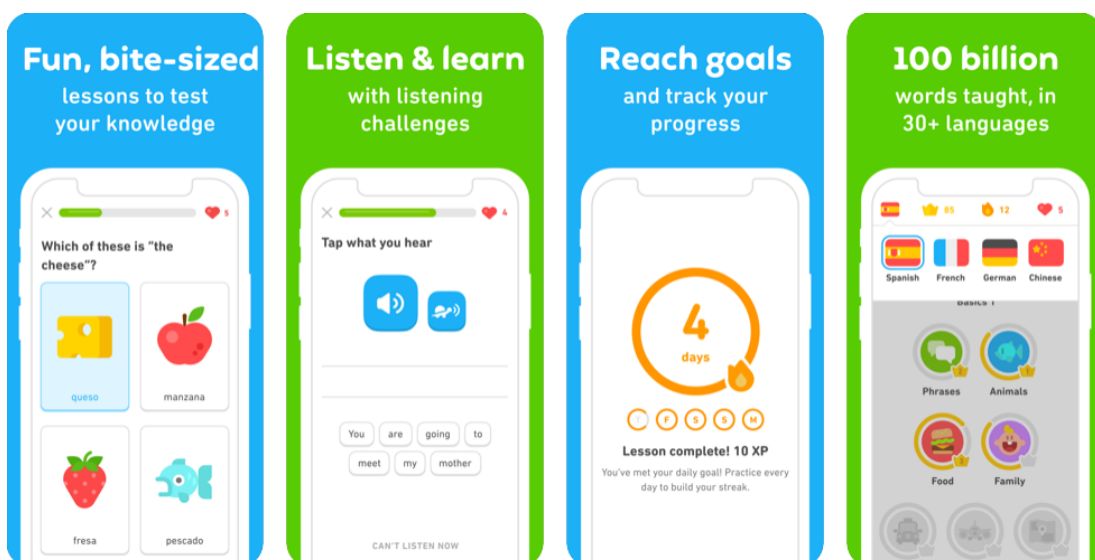 Fun, bite-sized
lessons to test
your knowledge
5
Which of these is "the
cheese"?
queso
manzana
fresa
pescado
Listen & learn
with listening
challenges
4
Tap what you hear
You are going to
meet my mother
CAN'T LISTEN NOW
Reach goals
and track your
progress
4
days
F S S M
Lesson complete! 10 XP
You've met your daily goal! Practice every
day to build your streak.
100 billion
words taught, in
30+ languages
85 12 5
Spanish French German Chinese
Basics 1
Phrases Animals
Food Family